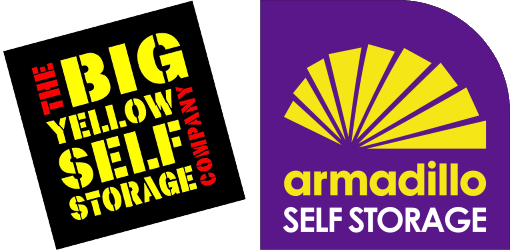 THE
BIG
YELLOW
SELF
STORAGE
COMPANY
armadillo
SELF STORAGE